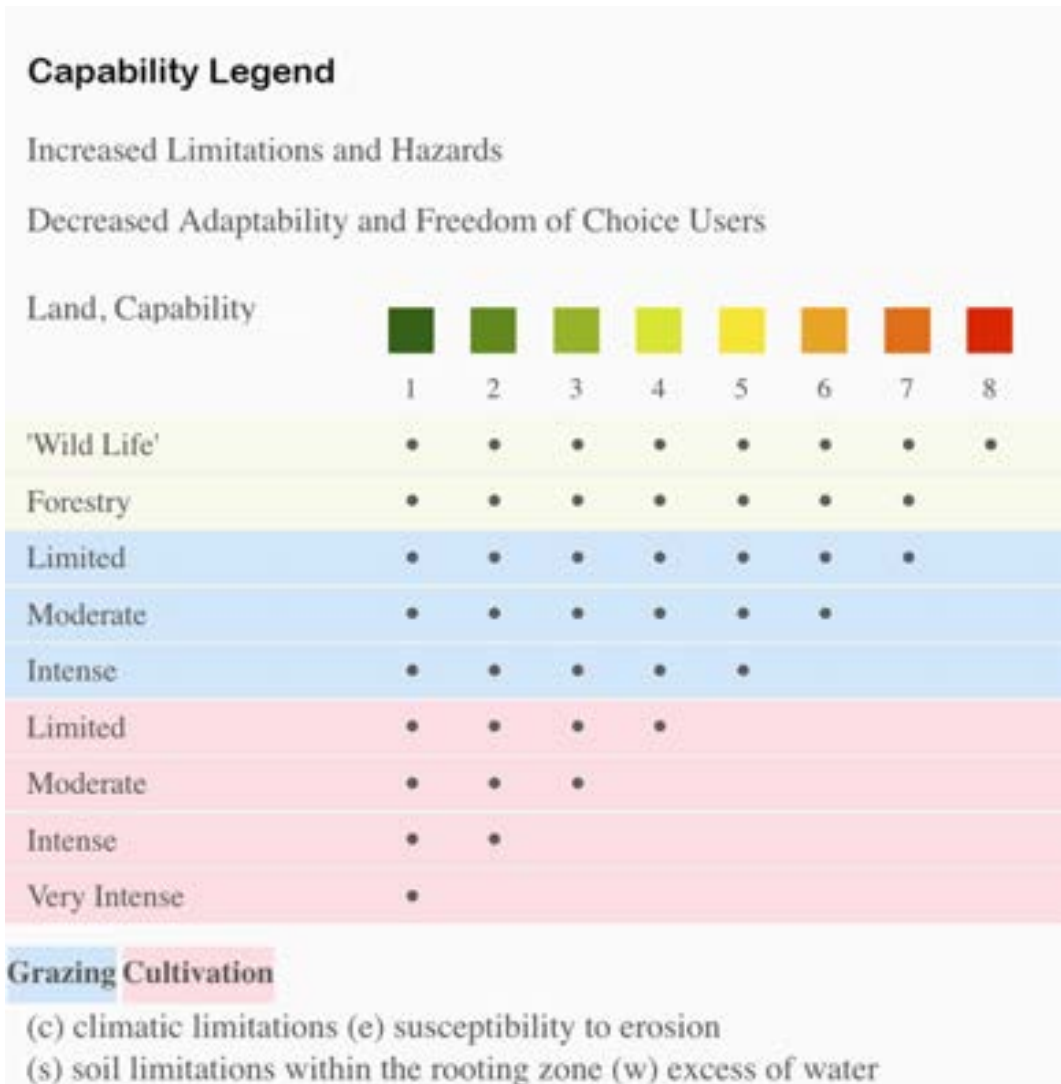 Capability Legend
Increased Limitations and Hazards
Decreased Adaptability and Freedom of Choice Users
Land, Capability
1 2 3 4 5 6 7 8
'Wild Life' • • • • • • • •
Forestry • • • • • • •
Limited • • • • • • •
Moderate • • • • • •
Intense • • • • •
Limited • • • •
Moderate • • •
Intense • •
Very Intense •
Grazing Cultivation
(c) climatic limitations (e) susceptibility to erosion
(s) soil limitations within the rooting zone (w) excess of water